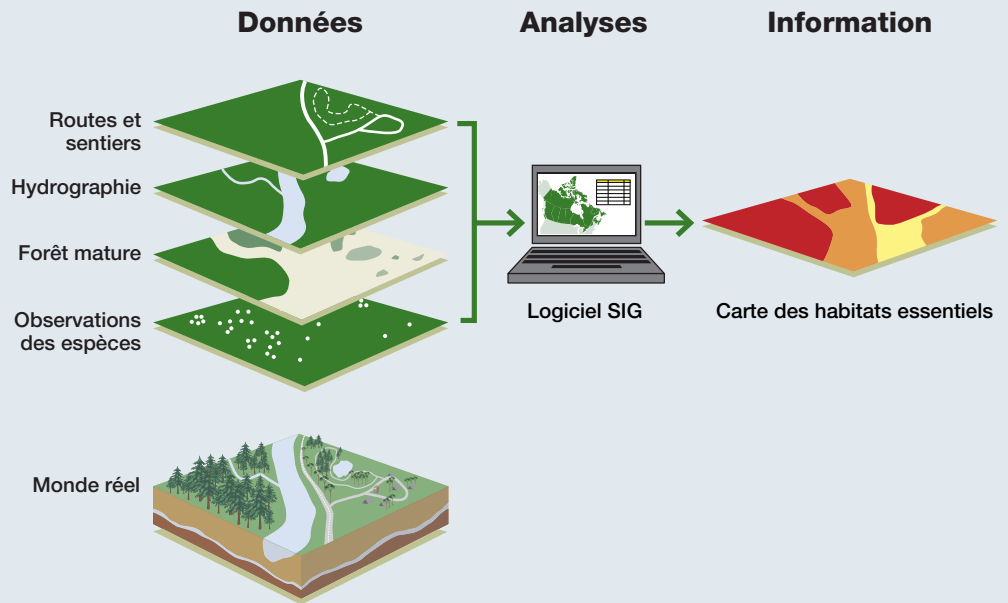 Données
Analyses
Information
Routes et
sentiers
Hydrographie
Forêt mature
Observations
des espèces
Logiciel SIG
Carte des habitats essentiels
Monde réel